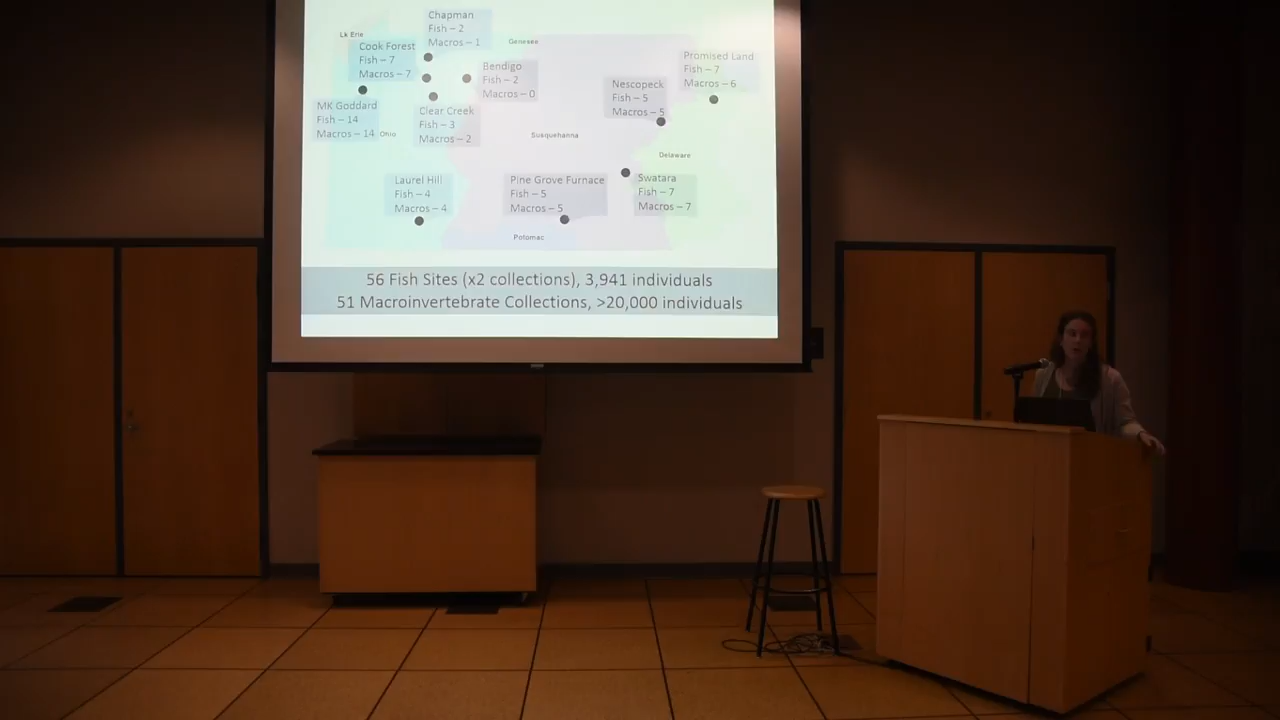 Chapman
Fish – 2
Macros – 1
Lk Erie
Genesee
Cook Forest
Fish – 7
Macros – 7
Bendigo
Fish – 2
Macros – 0
Promised Land
Fish – 7
Macros – 6
Nescopeck
Fish – 5
Macros – 5
MK Goddard
Fish – 14
Macros – 14
Ohio
Clear Creek
Fish – 3
Macros – 2
Susquehanna
Delaware
Laurel Hill
Fish – 4
Macros – 4
Pine Grove Furnace
Fish – 5
Macros – 5
Swatara
Fish – 7
Macros – 7
Potomac
56 Fish Sites (x2 collections), 3,941 individuals
51 Macroinvertebrate Collections, >20,000 individuals